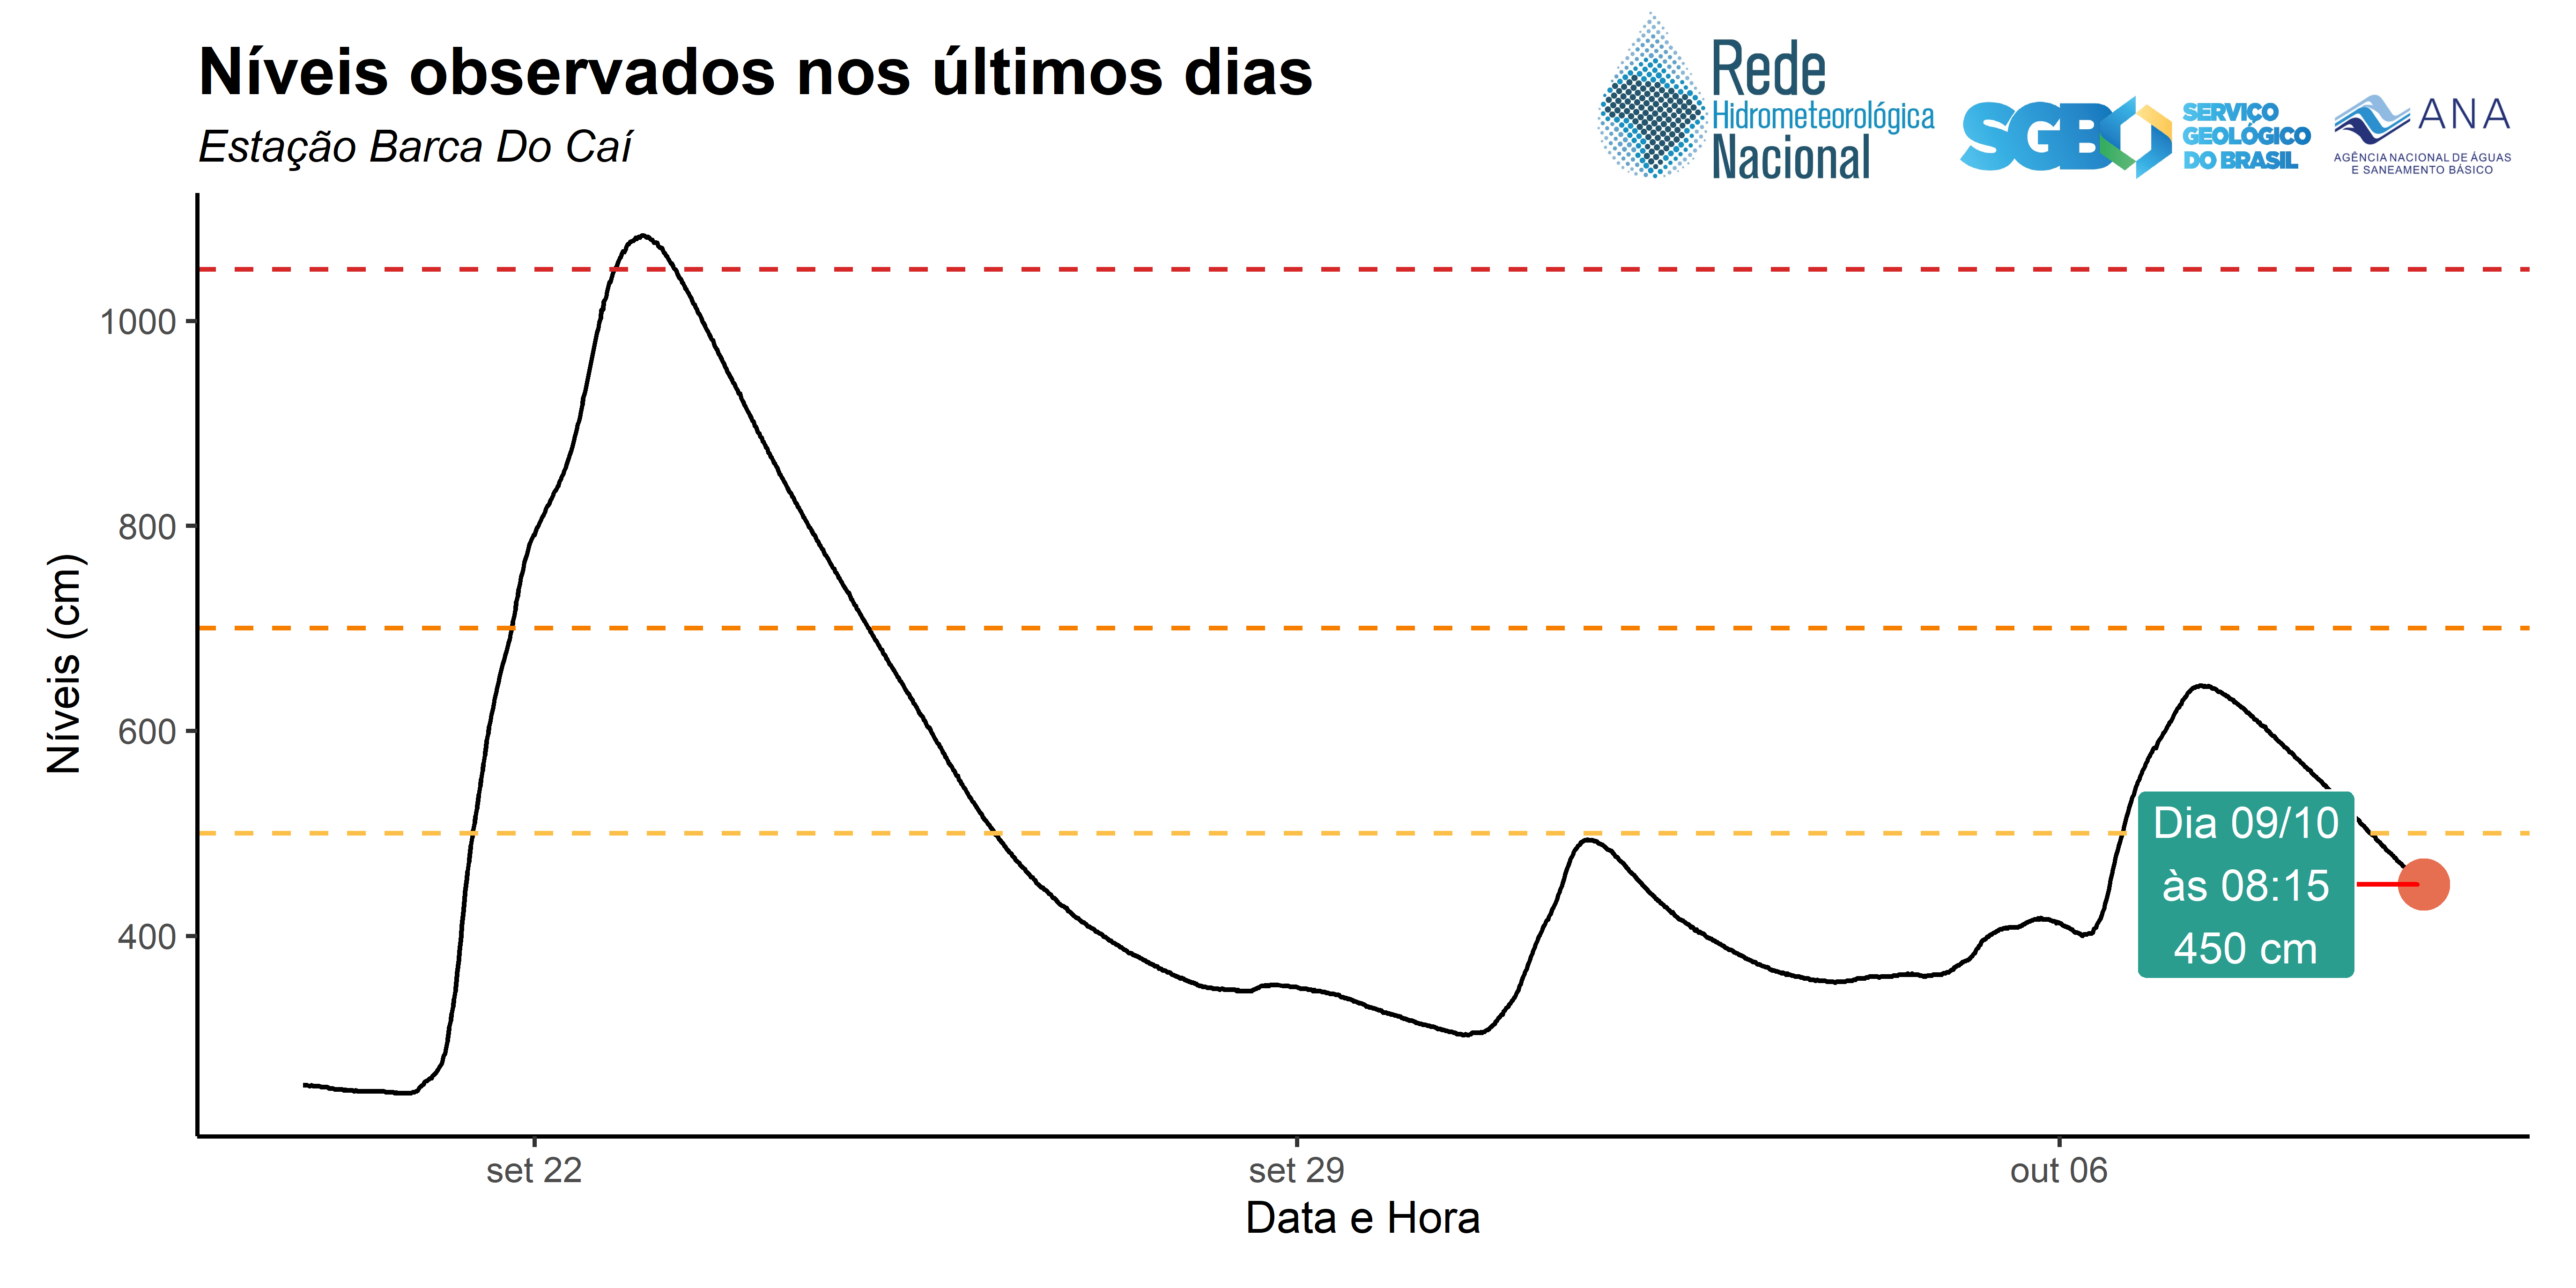 Níveis observados nos últimos dias
Estação Barca Do Caí
Rede
Hidrometeorológica
Nacional
SGB
SERVIÇO
GEOLÓGICO
DO BRASIL
ANA
AGÊNCIA NACIONAL DE ÁGUAS
E SANEAMENTO BÁSICO
Níveis (cm)
1000
800
600
400
Dia 09/10
às 08:15
450 cm
set 22
set 29
out 06
Data e Hora